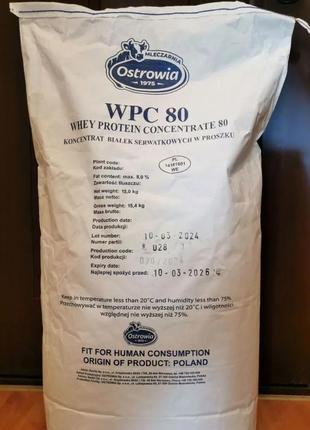 MLECZARNIA
Ostrowia
1975
WPC 80
WHEY PROTEIN CONCENTRATE 80
KONCENTRAT BIAŁEK SERWATKOWYCH W PROSZKU
Plant code:
Kod zakładu:
PL
14161601
WE
Fat content: max. 8,0 %
Zawartość tłuszczu:
Net weight: 15,0 kg
Masa netto:
Gross weight: 15,4 kg
Masa brutto:
Production date:
Data produkcji:
10-03-2024
Lot number:
Numer partii:
028
Production code:
Kod produkcji:
Expiry date:
Najlepiej spożyć przed:
10-03-2026
Keep in temperature less than 20˚C and humidity less than 75%.
Przechowywać w temperaturze nie wyższej niż 20˚C i wilgotności
względnej nie wyższej niż 75%.
Ostrowia
FIT FOR HUMAN CONSUMPTION
ORIGIN OF PRODUCT: POLAND